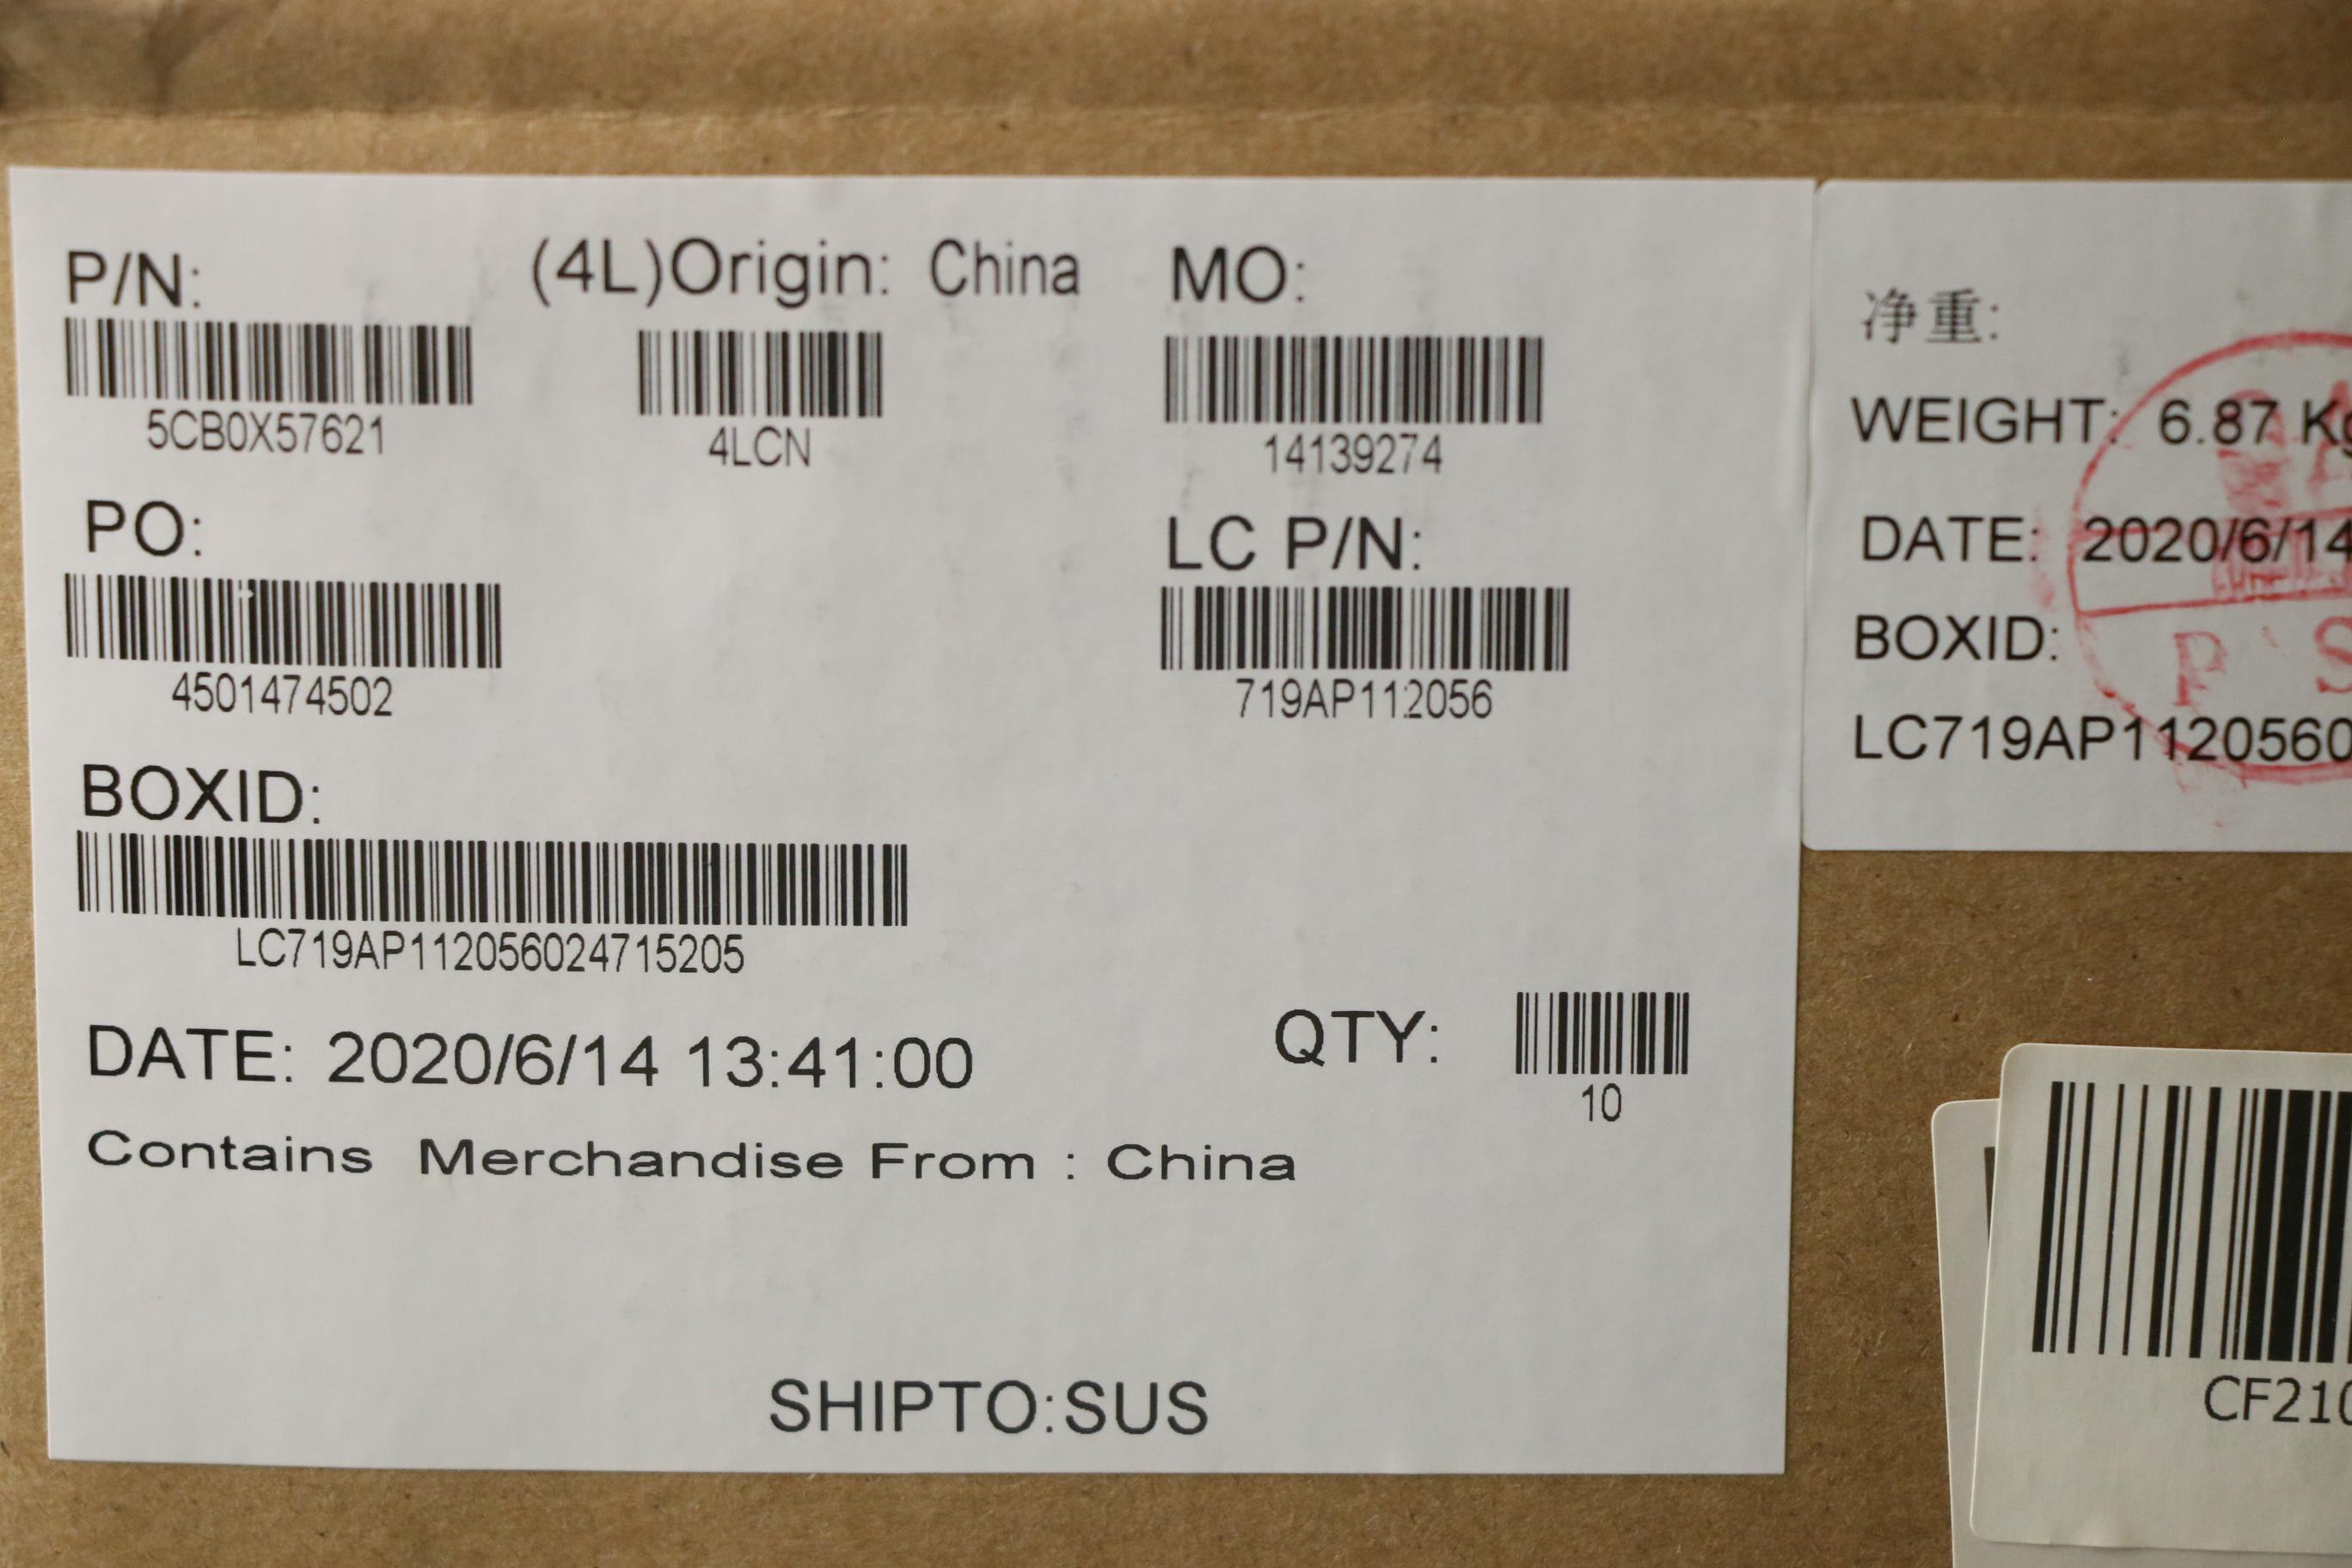 P/N:
5CB0X57621
(4L)Origin: China
4LCN
MO:
14139274
PO:
4501474502
LC P/N:
719AP112056
BOXID:
LC719AP112056024715205
DATE: 2020/6/14 13:41:00
QTY:
10
Contains Merchandise From : China
SHIPTO:SUS
净重:
WEIGHT: 6.87 Kg
DATE: 2020/6/14
BOXID:
LC719AP1120560
P S
CF210